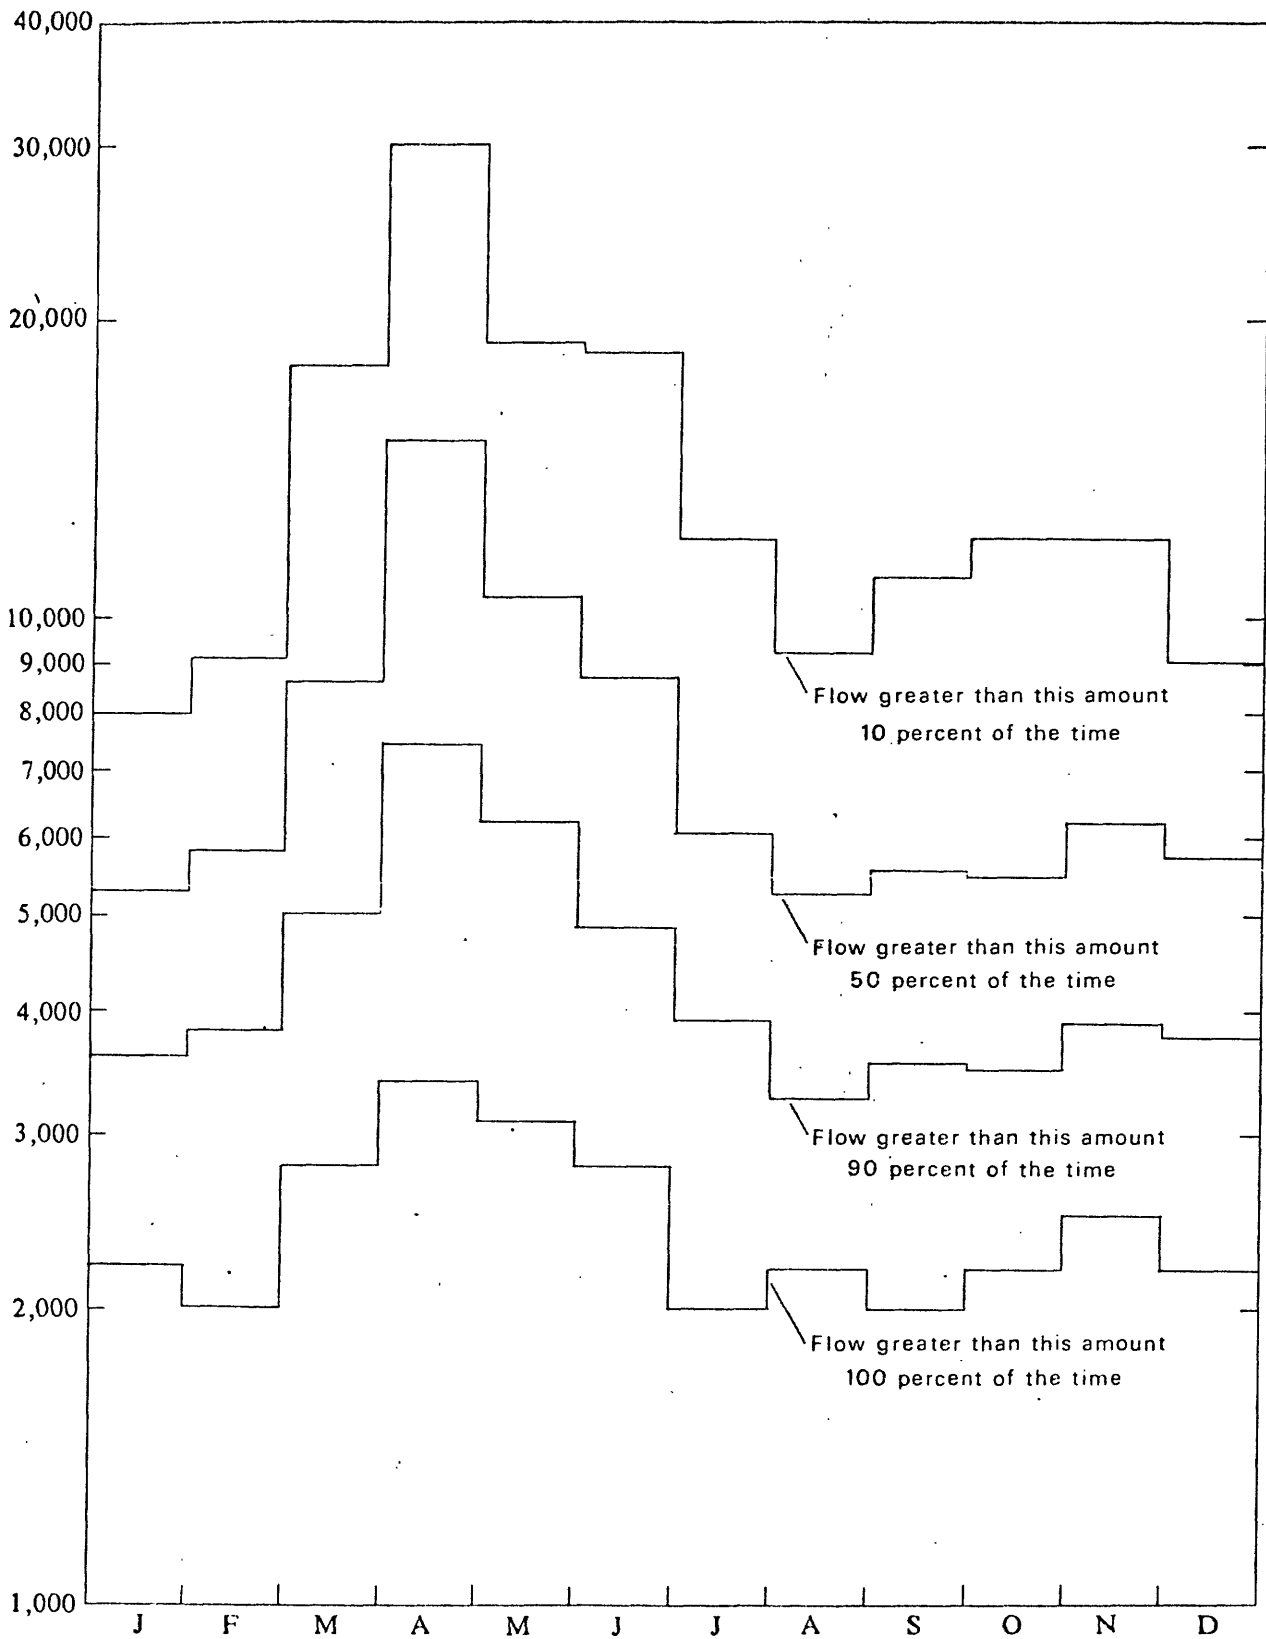 40,000
30,000
20,000
10,000
9,000
8,000
7,000
6,000
5,000
4,000
3,000
2,000
1,000
Flow greater than this amount
10 percent of the time
Flow greater than this amount
50 percent of the time
Flow greater than this amount
90 percent of the time
Flow greater than this amount
100 percent of the time
J F M A M J J A S O N D